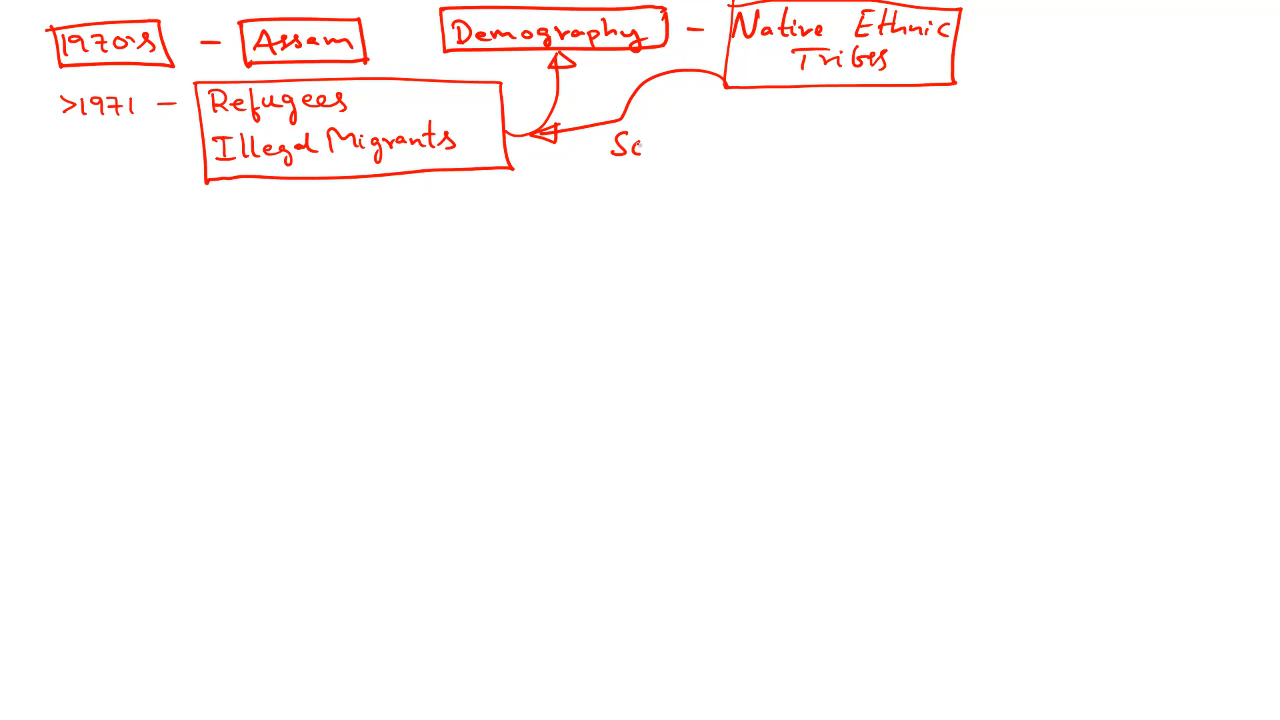 1970's - Assam Demography - Native Ethnic Tribes
>1971 - Refugees
Illegal Migrants
Sc